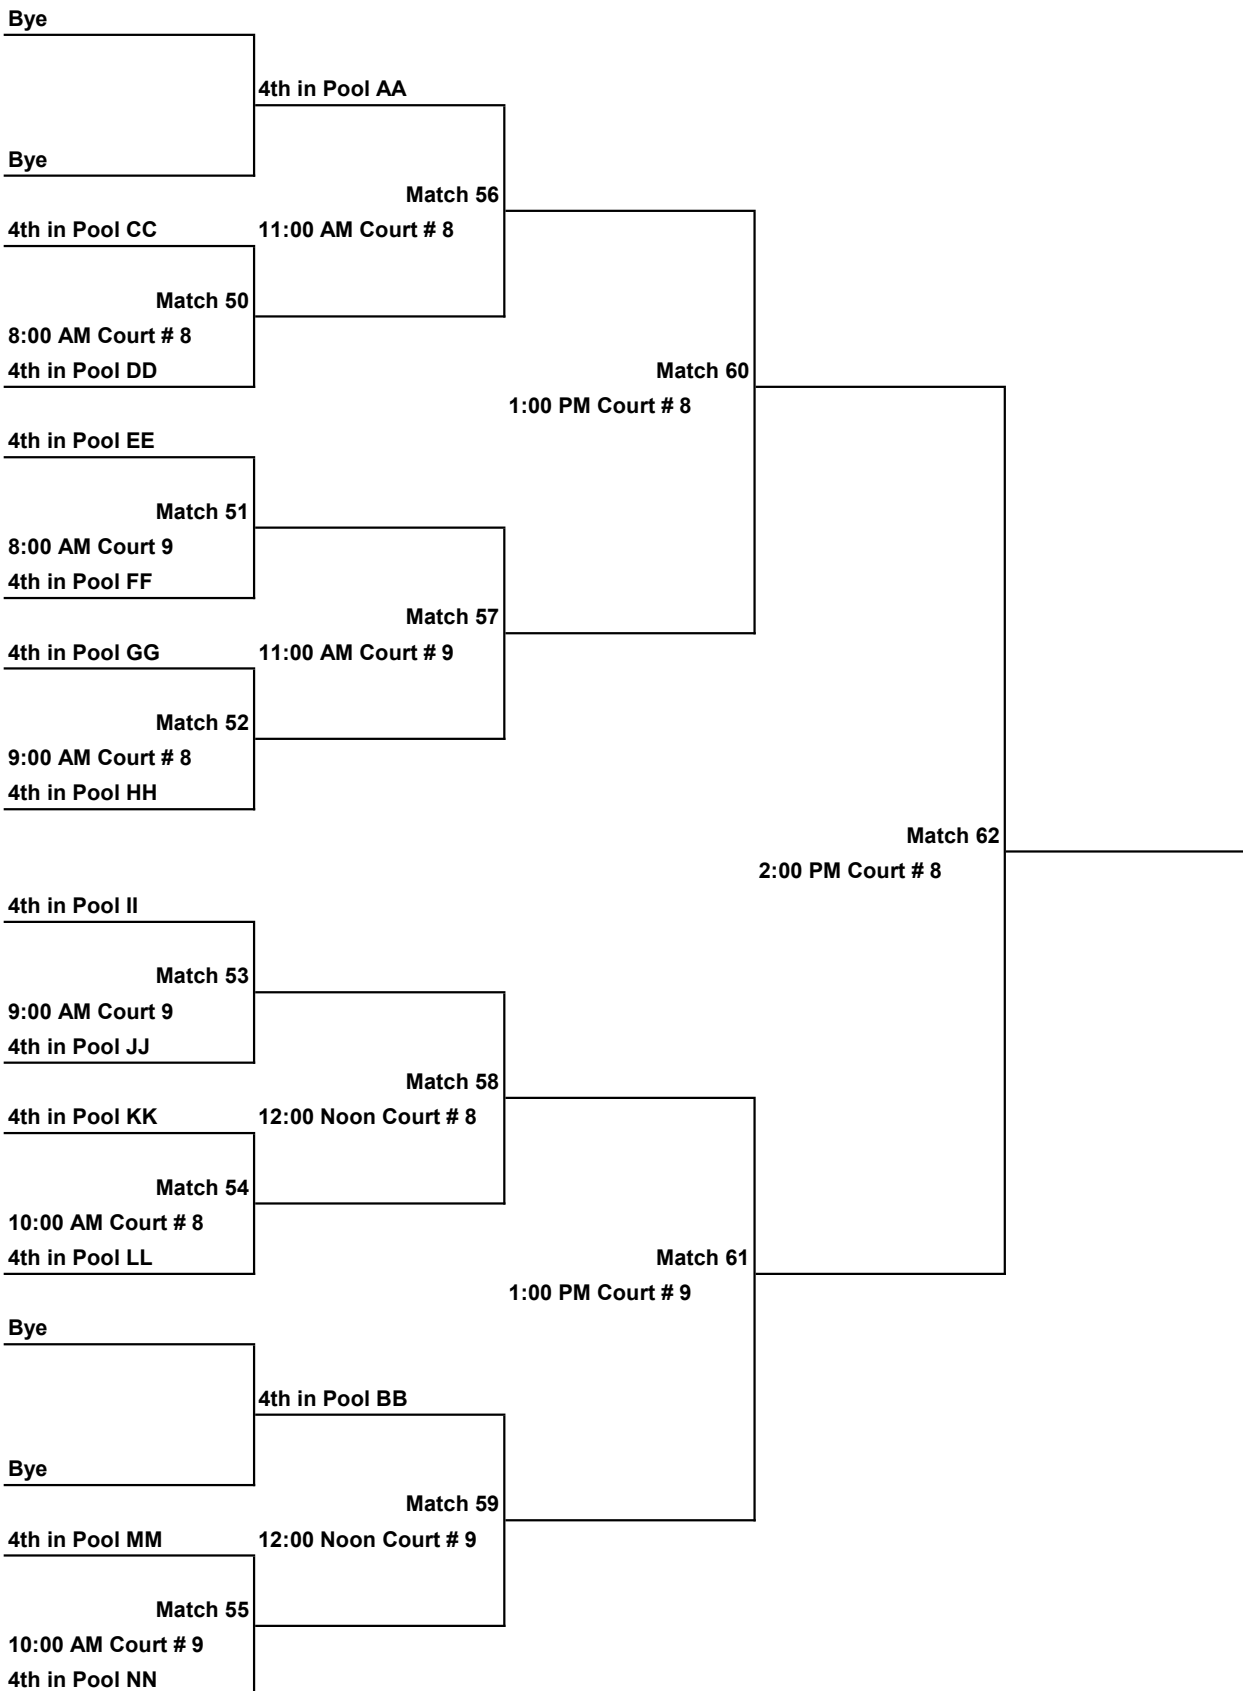 Bye
4th in Pool AA
Bye
Match 56
4th in Pool CC
11:00 AM Court # 8
Match 50
8:00 AM Court # 8
4th in Pool DD
Match 60
1:00 PM Court # 8
4th in Pool EE
Match 51
8:00 AM Court 9
4th in Pool FF
Match 57
4th in Pool GG
11:00 AM Court # 9
Match 52
9:00 AM Court # 8
4th in Pool HH
Match 62
2:00 PM Court # 8
4th in Pool II
Match 53
9:00 AM Court 9
4th in Pool JJ
Match 58
4th in Pool KK
12:00 Noon Court # 8
Match 54
10:00 AM Court # 8
4th in Pool LL
Match 61
1:00 PM Court # 9
Bye
4th in Pool BB
Bye
Match 59
4th in Pool MM
12:00 Noon Court # 9
Match 55
10:00 AM Court # 9
4th in Pool NN